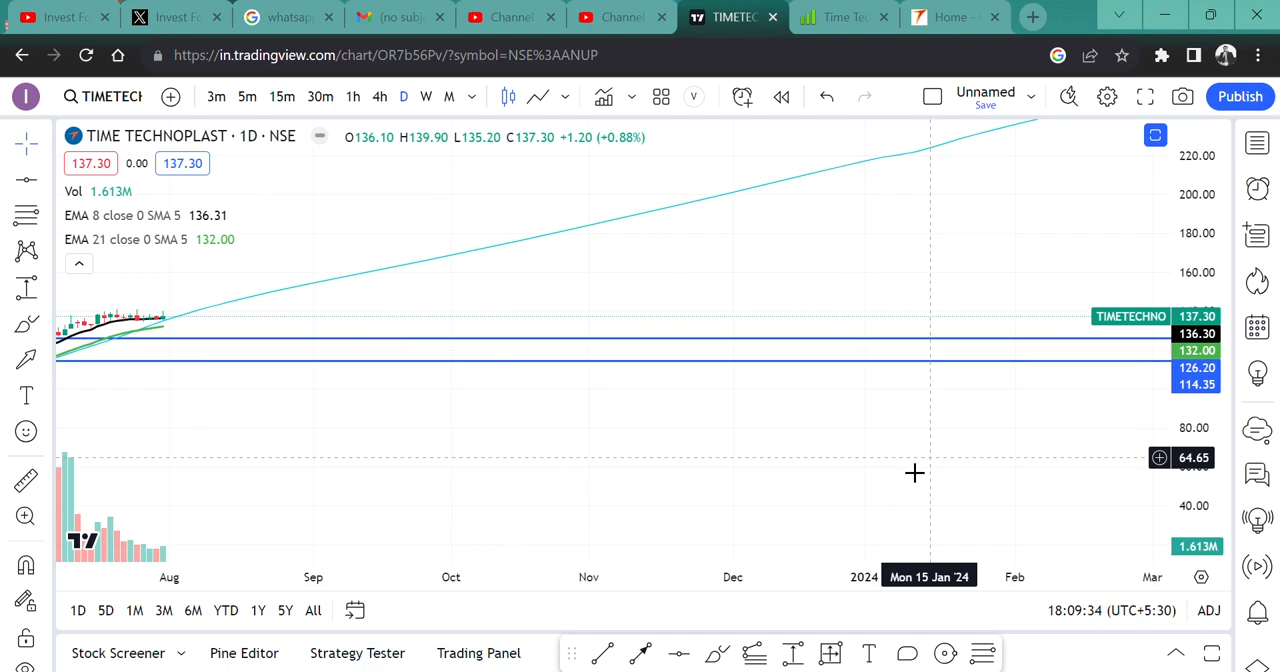 Invest Fo
Invest Fo
whatsap
(no subj
Channel
Channel
TIMETEC
Time Tec
Home -
https://in.tradingview.com/chart/OR7b56Pv/?symbol=NSE%3AANUP
I
TIMETECH
3m 5m 15m 30m 1h 4h D W M
V
Unnamed
Save
Publish
TIME TECHNOPLAST · 1D · NSE
O136.10 H139.90 L135.20 C137.30 +1.20 (+0.88%)
137.30 0.00 137.30
Vol 1.613M
EMA 8 close 0 SMA 5 136.31
EMA 21 close 0 SMA 5 132.00
220.00
200.00
180.00
160.00
TIMETECHNO 137.30
136.30
132.00
126.20
114.35
80.00
64.65
40.00
1.613M
Aug Sep Oct Nov Dec 2024 Mon 15 Jan '24 Feb Mar
1D 5D 1M 3M 6M YTD 1Y 5Y All
18:09:34 (UTC+5:30) ADJ
Stock Screener Pine Editor Strategy Tester Trading Panel